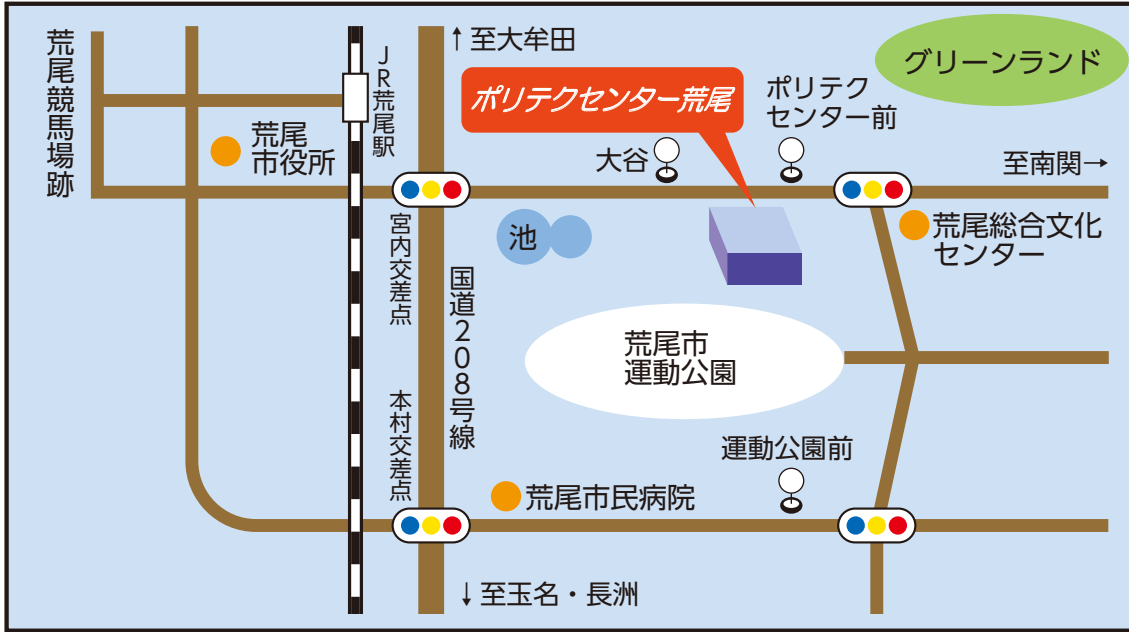 荒尾競馬場跡
JR荒尾駅
↑至大牟田
グリーンランド
ポリテクセンター荒尾
ポリテク
センター前
荒尾
市役所
大谷
至南関→
宮内交差点
池
荒尾総合文化
センター
国道208号線
荒尾市
運動公園
本村交差点
運動公園前
荒尾市民病院
↓至玉名・長洲